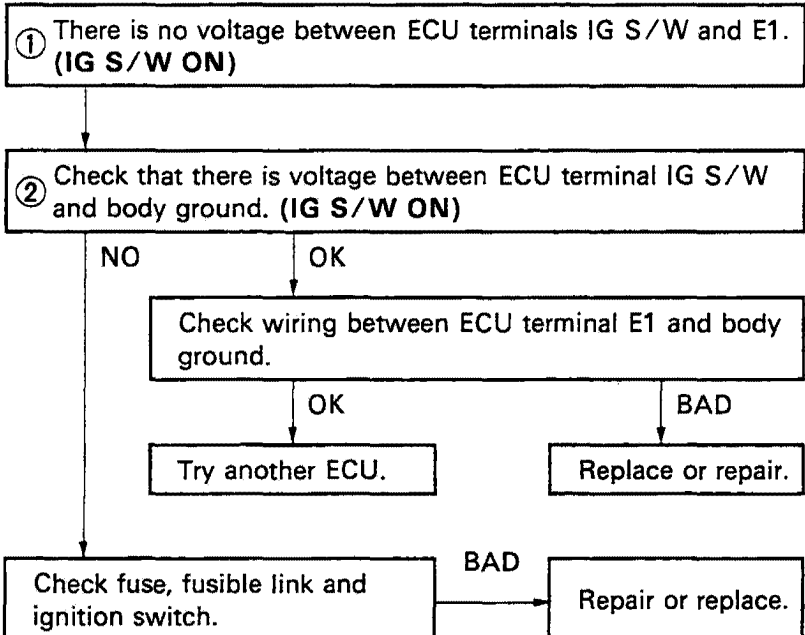 ① There is no voltage between ECU terminals IG S/W and E1.
(IG S/W ON)
② Check that there is voltage between ECU terminal IG S/W
and body ground. (IG S/W ON)
NO
OK
Check wiring between ECU terminal E1 and body
ground.
OK
BAD
Try another ECU.
Replace or repair.
Check fuse, fusible link and
ignition switch.
BAD
Repair or replace.